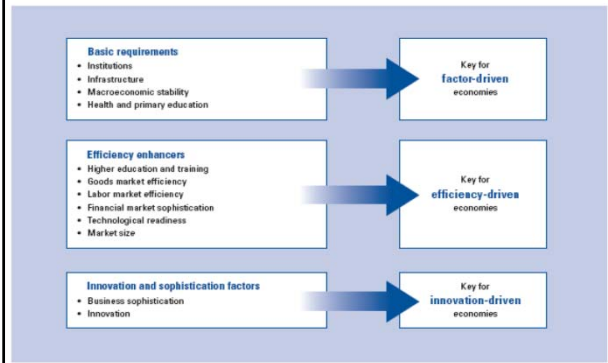 Basic requirements
• Institutions
• Infrastructure
• Macroeconomic stability
• Health and primary education
Key for
factor-driven
economies
Efficiency enhancers
• Higher education and training
• Goods market efficiency
• Labor market efficiency
• Financial market sophistication
• Technological readiness
• Market size
Key for
efficiency-driven
economies
Innovation and sophistication factors
• Business sophistication
• Innovation
Key for
innovation-driven
economies